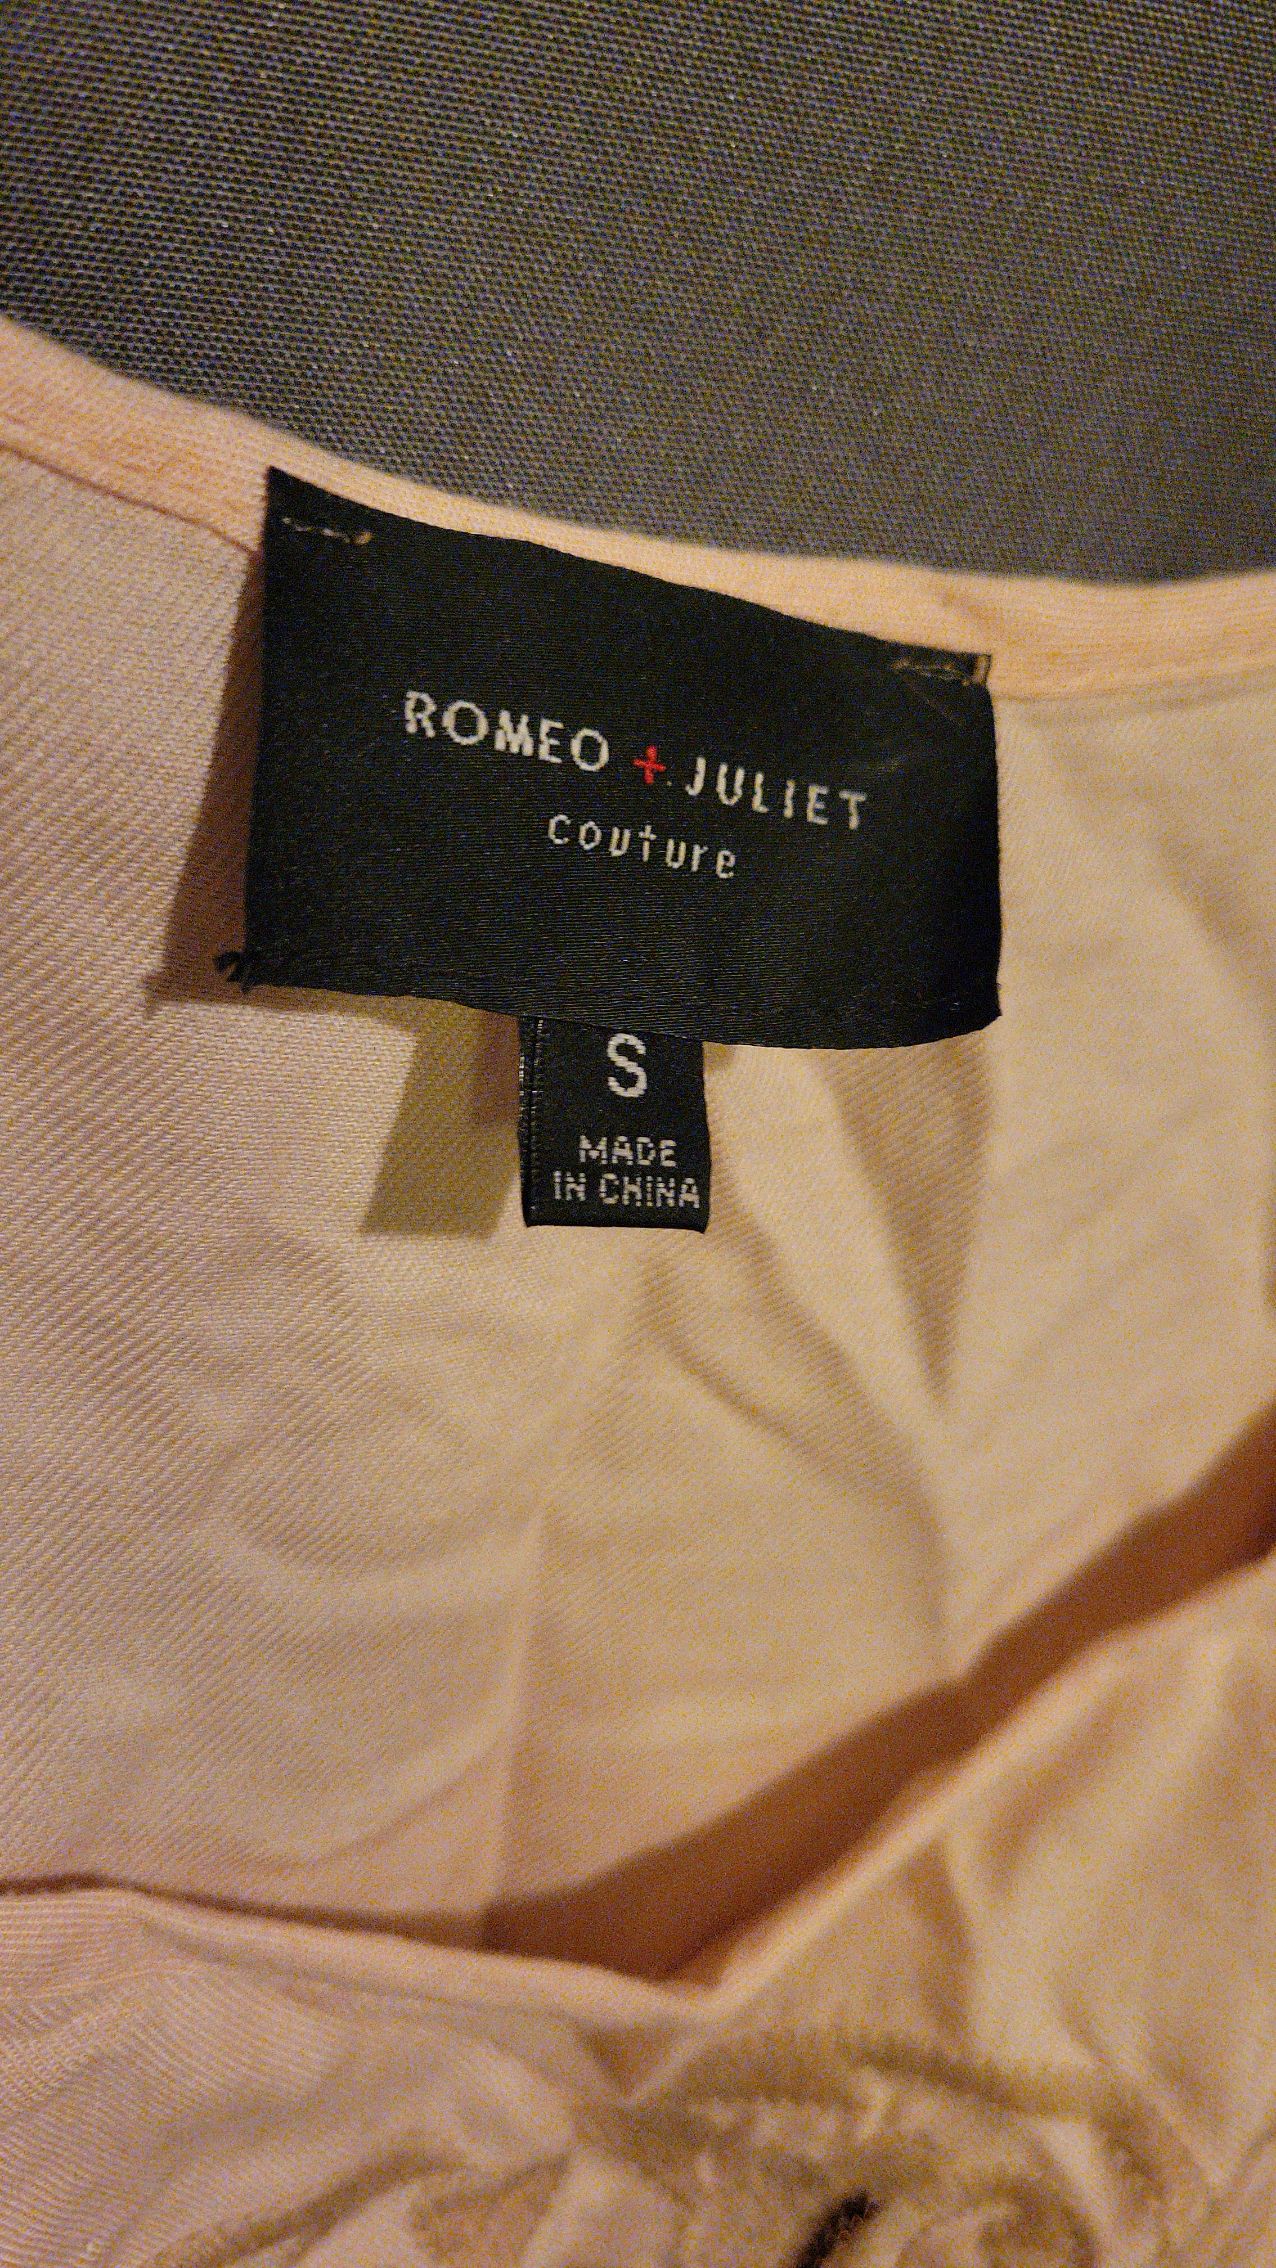 ROMEO + JULIET
couture
S
MADE
IN CHINA